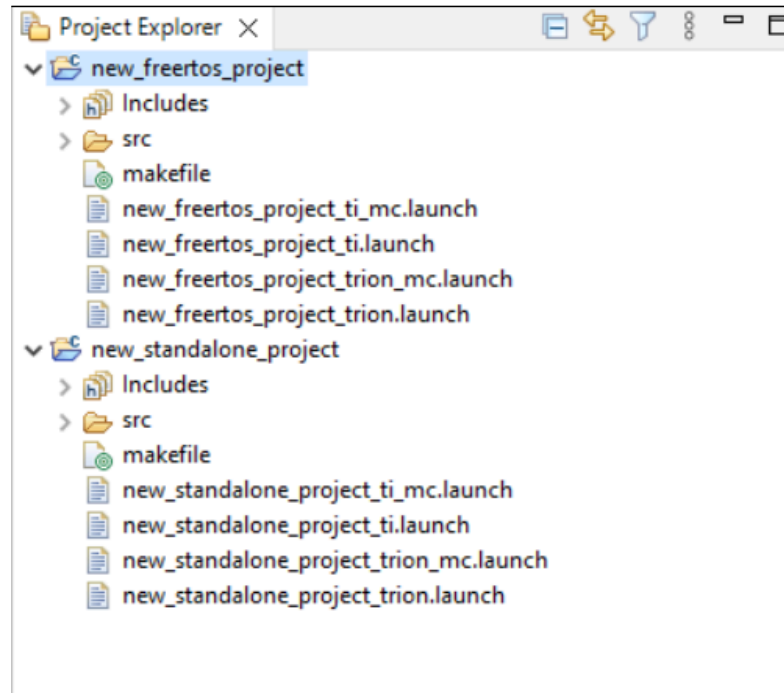 Project Explorer
new_freertos_project
Includes
src
makefile
new_freertos_project_ti_mc.launch
new_freertos_project_ti.launch
new_freertos_project_trion_mc.launch
new_freertos_project_trion.launch
new_standalone_project
Includes
src
makefile
new_standalone_project_ti_mc.launch
new_standalone_project_ti.launch
new_standalone_project_trion_mc.launch
new_standalone_project_trion.launch